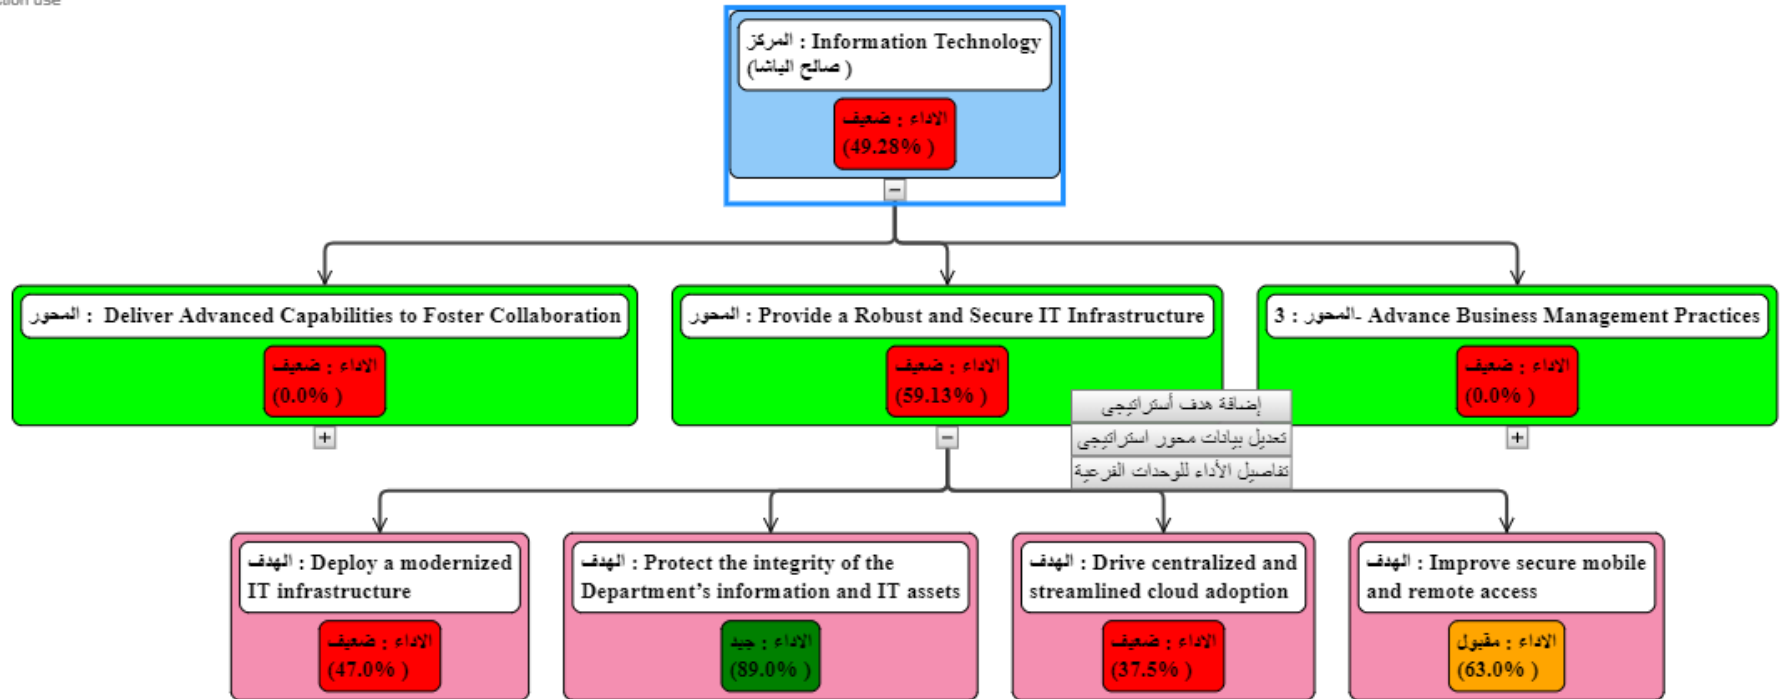 المركز : Information Technology
(صالح الباشا )
الاداء : ضعيف
(49.28% )
المحور : Deliver Advanced Capabilities to Foster Collaboration
الاداء : ضعيف
(0.0% )
المحور : Provide a Robust and Secure IT Infrastructure
الاداء : ضعيف
(59.13% )
3 : المحور- Advance Business Management Practices
الاداء : ضعيف
(0.0% )
إضافة هدف أستراتيجى
تعديل بيانات محور استراتيجى
تفاصيل الأداء للوحدات الفرعية
الهدف : Deploy a modernized
IT infrastructure
الاداء : ضعيف
(47.0% )
الهدف : Protect the integrity of the
Department’s information and IT assets
الاداء : جيد
(89.0% )
الهدف : Drive centralized and
streamlined cloud adoption
الاداء : ضعيف
(37.5% )
الهدف : Improve secure mobile
and remote access
الاداء : مقبول
(63.0% )